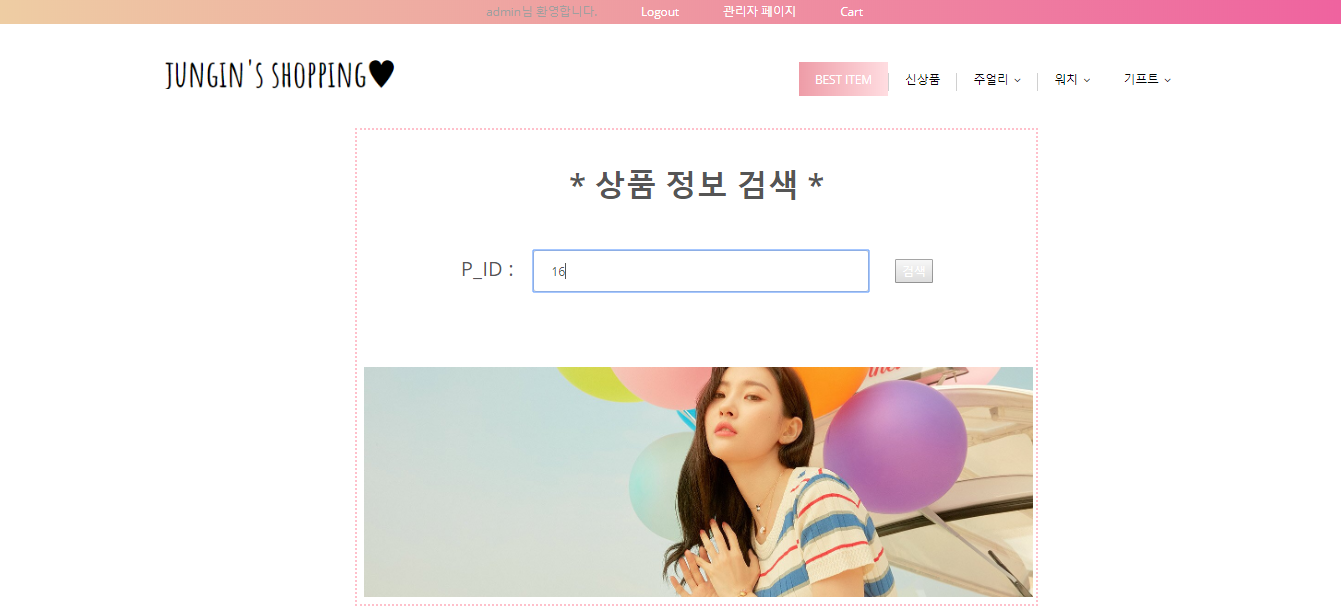 admin님 환영합니다. Logout 관리자 페이지 Cart
JUNGIN'S SHOPPING♥
BEST ITEM 신상품 주얼리 워치 기프트
* 상품 정보 검색 *
P_ID : 16 검색